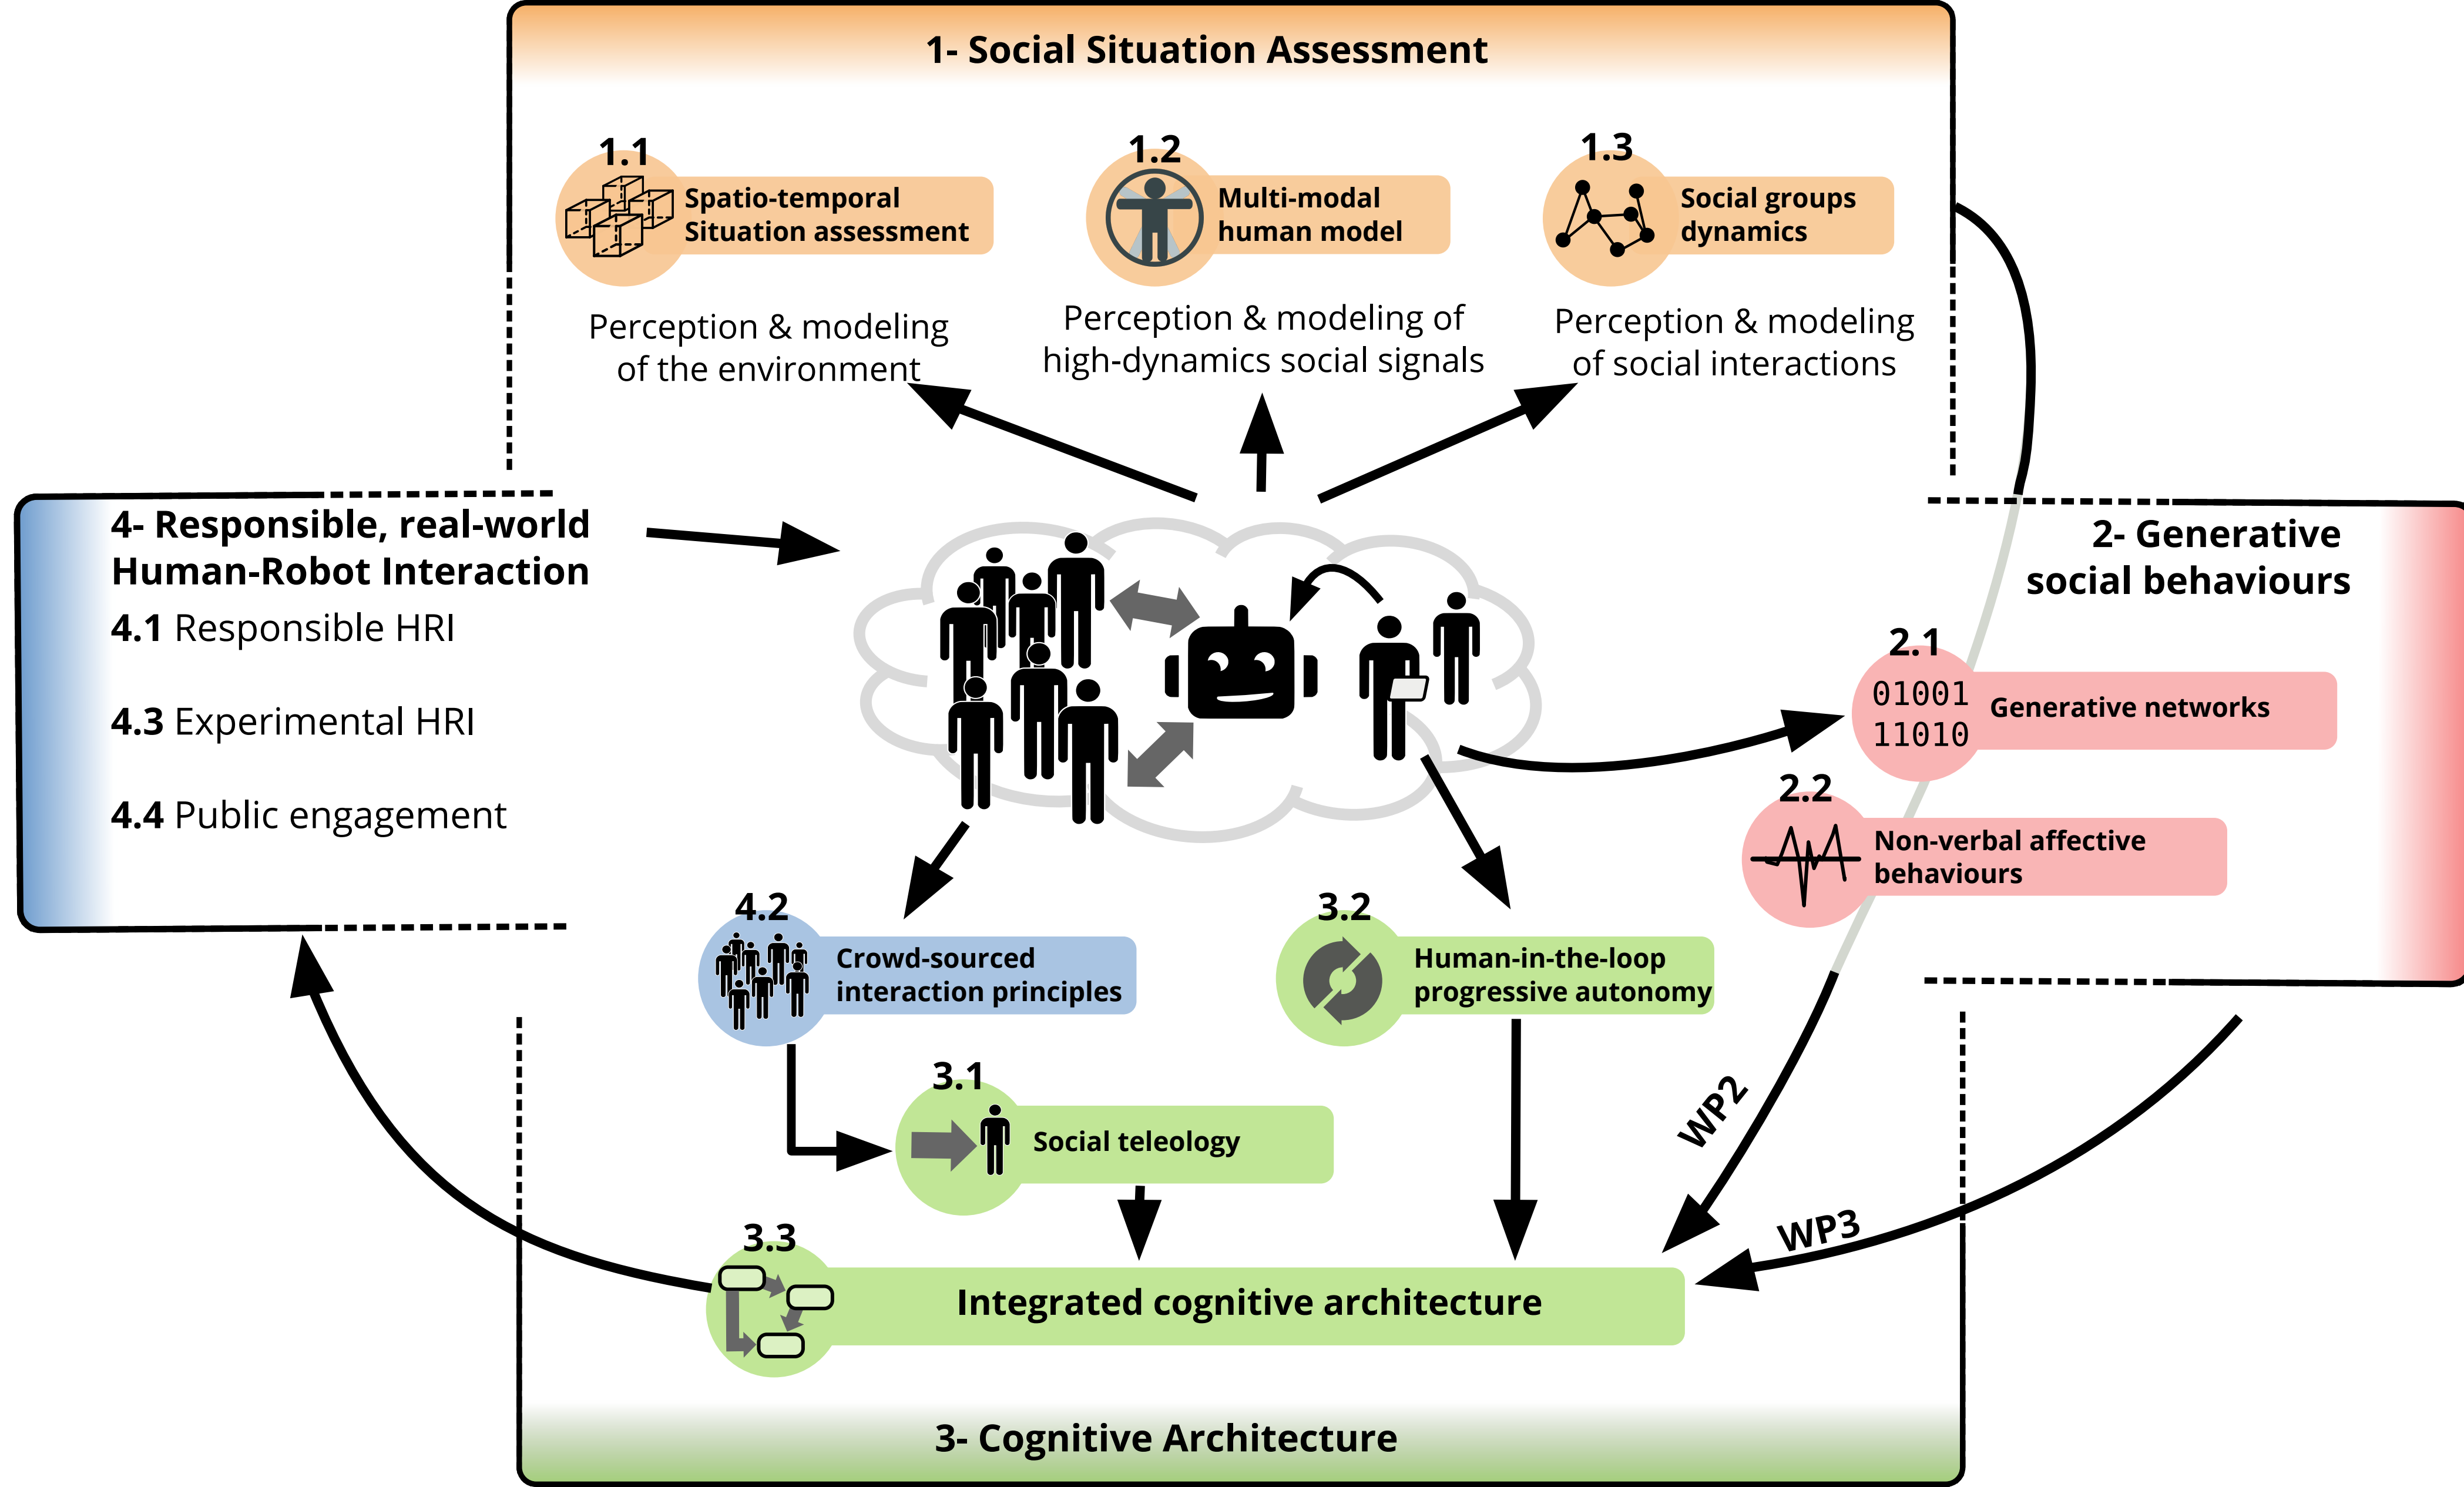 1- Social Situation Assessment
1.1
Spatio-temporal
Situation assessment
Perception & modeling
of the environment
1.2
Multi-modal
human model
Perception & modeling of
high-dynamics social signals
1.3
Social groups
dynamics
Perception & modeling
of social interactions
4- Responsible, real-world
Human-Robot Interaction
4.1 Responsible HRI
4.3 Experimental HRI
4.4 Public engagement
2- Generative
social behaviours
2.1
01001
11010
Generative networks
2.2
Non-verbal affective
behaviours
4.2
Crowd-sourced
interaction principles
3.2
Human-in-the-loop
progressive autonomy
3.1
Social teleology
WP2
WP3
3.3
Integrated cognitive architecture
3- Cognitive Architecture